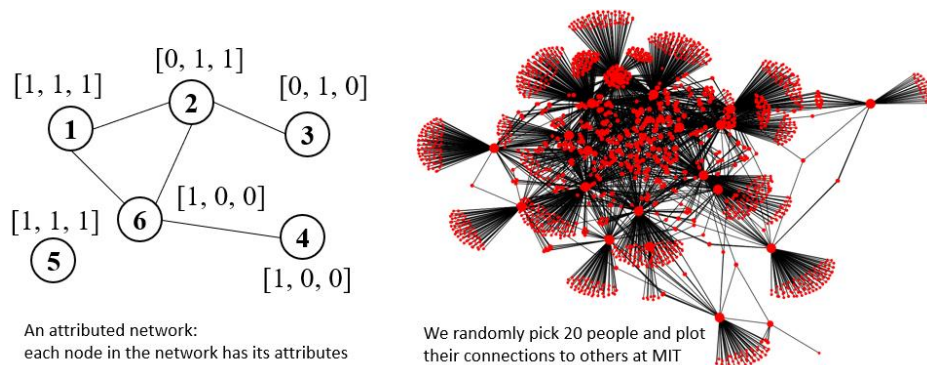 [0, 1, 1]
[1, 1, 1]
2
[0, 1, 0]
1
3
[1, 0, 0]
6
[1, 1, 1]
4
5
[1, 0, 0]
An attributed network:
each node in the network has its attributes
We randomly pick 20 people and plot
their connections to others at MIT